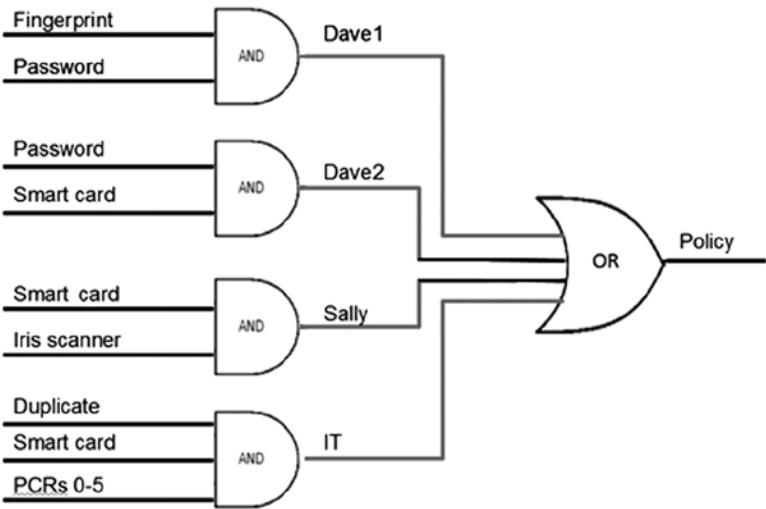 Fingerprint
Password
AND
Dave1
Password
Smart card
AND
Dave2
Smart card
Iris scanner
AND
Sally
Duplicate
Smart card
PCRs 0-5
AND
IT
OR
Policy